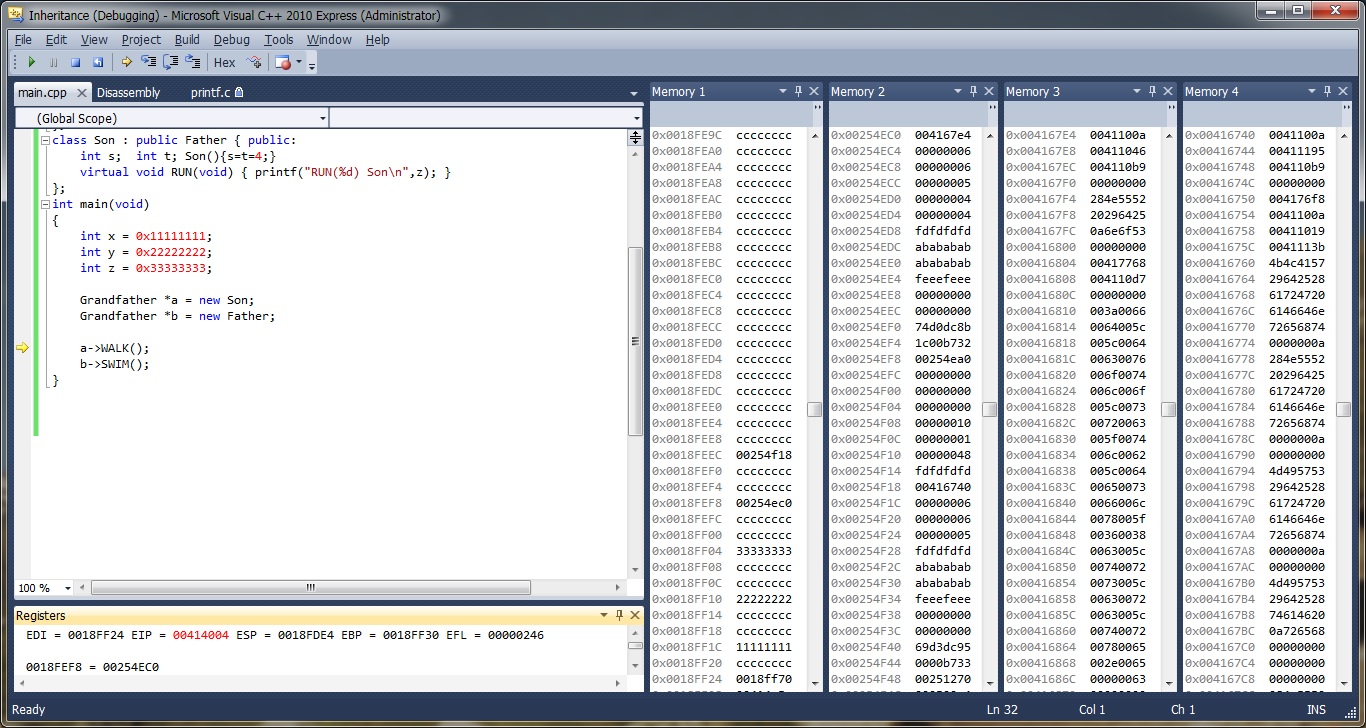 Inheritance (Debugging) - Microsoft Visual C++ 2010 Express (Administrator)
File Edit View Project Build Debug Tools Window Help
Hex
main.cpp Disassembly printf.c
(Global Scope)
class Son : public Father { public:
int s; int t; Son(){s=t=4;}
virtual void RUN(void) { printf("RUN(%d) Son\n",z); }
};
int main(void)
{
int x = 0x11111111;
int y = 0x22222222;
int z = 0x33333333;
Grandfather *a = new Son;
Grandfather *b = new Father;
a->WALK();
b->SWIM();
}
100 %
Registers
EDI = 0018FF24 EIP = 00414004 ESP = 0018FDE4 EBP = 0018FF30 EFL = 00000246
0018FEF8 = 00254EC0
Memory 1
0x0018FE9C cccccccc
0x0018FEA0 cccccccc
0x0018FEA4 cccccccc
0x0018FEA8 cccccccc
0x0018FEAC cccccccc
0x0018FEB0 cccccccc
0x0018FEB4 cccccccc
0x0018FEB8 cccccccc
0x0018FEBC cccccccc
0x0018FEC0 cccccccc
0x0018FEC4 cccccccc
0x0018FEC8 cccccccc
0x0018FECC cccccccc
0x0018FED0 cccccccc
0x0018FED4 cccccccc
0x0018FED8 cccccccc
0x0018FEDC cccccccc
0x0018FEE0 cccccccc
0x0018FEE4 cccccccc
0x0018FEE8 cccccccc
0x0018FEEC 00254f18
0x0018FEF0 cccccccc
0x0018FEF4 cccccccc
0x0018FEF8 00254ec0
0x0018FEFC cccccccc
0x0018FF00 cccccccc
0x0018FF04 33333333
0x0018FF08 cccccccc
0x0018FF0C cccccccc
0x0018FF10 22222222
0x0018FF14 cccccccc
0x0018FF18 cccccccc
0x0018FF1C 11111111
0x0018FF20 cccccccc
0x0018FF24 0018ff70
Memory 2
0x00254EC0 004167e4
0x00254EC4 00000006
0x00254EC8 00000006
0x00254ECC 00000005
0x00254ED0 00000004
0x00254ED4 00000004
0x00254ED8 fdfdfdfd
0x00254EDC abababab
0x00254EE0 abababab
0x00254EE4 feeefeee
0x00254EE8 00000000
0x00254EEC 00000000
0x00254EF0 74d0dc8b
0x00254EF4 1c00b732
0x00254EF8 00254ea0
0x00254EFC 00000000
0x00254F00 00000000
0x00254F04 00000000
0x00254F08 00000010
0x00254F0C 00000001
0x00254F10 00000048
0x00254F14 fdfdfdfd
0x00254F18 00416740
0x00254F1C 00000006
0x00254F20 00000006
0x00254F24 00000005
0x00254F28 fdfdfdfd
0x00254F2C abababab
0x00254F30 abababab
0x00254F34 feeefeee
0x00254F38 00000000
0x00254F3C 00000000
0x00254F40 69d3dc95
0x00254F44 0000b733
0x00254F48 00251270
Memory 3
0x004167E4 0041100a
0x004167E8 00411046
0x004167EC 004110b9
0x004167F0 00000000
0x004167F4 284e5552
0x004167F8 20296425
0x004167FC 0a6e6f53
0x00416800 00000000
0x00416804 00417768
0x00416808 004110d7
0x0041680C 00000000
0x00416810 003a0066
0x00416814 0064005c
0x00416818 005c0064
0x0041681C 00630076
0x00416820 006f0074
0x00416824 006c006f
0x00416828 005c0073
0x0041682C 00720063
0x00416830 005f0074
0x00416834 006c0062
0x00416838 005c0064
0x0041683C 00650073
0x00416840 0066006c
0x00416844 0078005f
0x00416848 00360038
0x0041684C 0063005c
0x00416850 00740072
0x00416854 0073005c
0x00416858 00630072
0x0041685C 0063005c
0x00416860 00740072
0x00416864 00780065
0x00416868 002e0065
0x0041686C 00000063
Memory 4
0x00416740 0041100a
0x00416744 00411195
0x00416748 004110b9
0x0041674C 00000000
0x00416750 004176f8
0x00416754 0041100a
0x00416758 00411019
0x0041675C 0041113b
0x00416760 4b4c4157
0x00416764 29642528
0x00416768 61724720
0x0041676C 6146646e
0x00416770 72656874
0x00416774 0000000a
0x00416778 284e5552
0x0041677C 20296425
0x00416780 61724720
0x00416784 6146646e
0x00416788 72656874
0x0041678C 0000000a
0x00416790 00000000
0x00416794 4d495753
0x00416798 29642528
0x0041679C 61724720
0x004167A0 6146646e
0x004167A4 72656874
0x004167A8 0000000a
0x004167AC 00000000
0x004167B0 4d495753
0x004167B4 29642528
0x004167B8 74614620
0x004167BC 0a726568
0x004167C0 00000000
0x004167C4 00000000
0x004167C8 00000000
Ready Ln 32 Col 1 Ch 1 INS